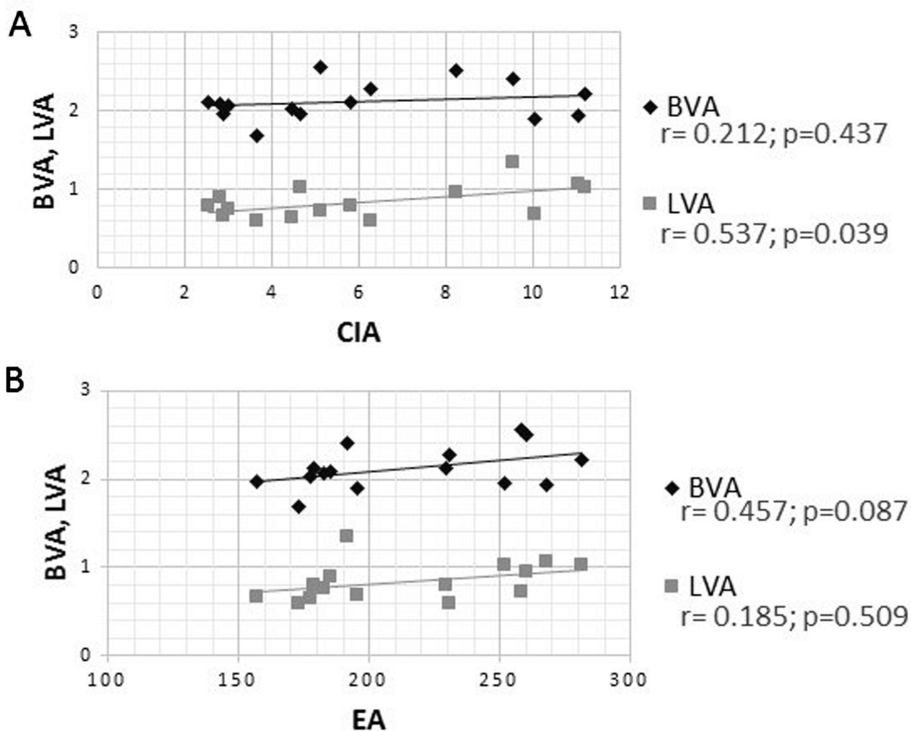 A
BVA, LVA
3
2
1
0
0 2 4 6 8 10 12
CIA
BVA
r= 0.212; p=0.437
LVA
r= 0.537; p=0.039
B
BVA, LVA
3
2
1
0
100 150 200 250 300
EA
BVA
r= 0.457; p=0.087
LVA
r= 0.185; p=0.509